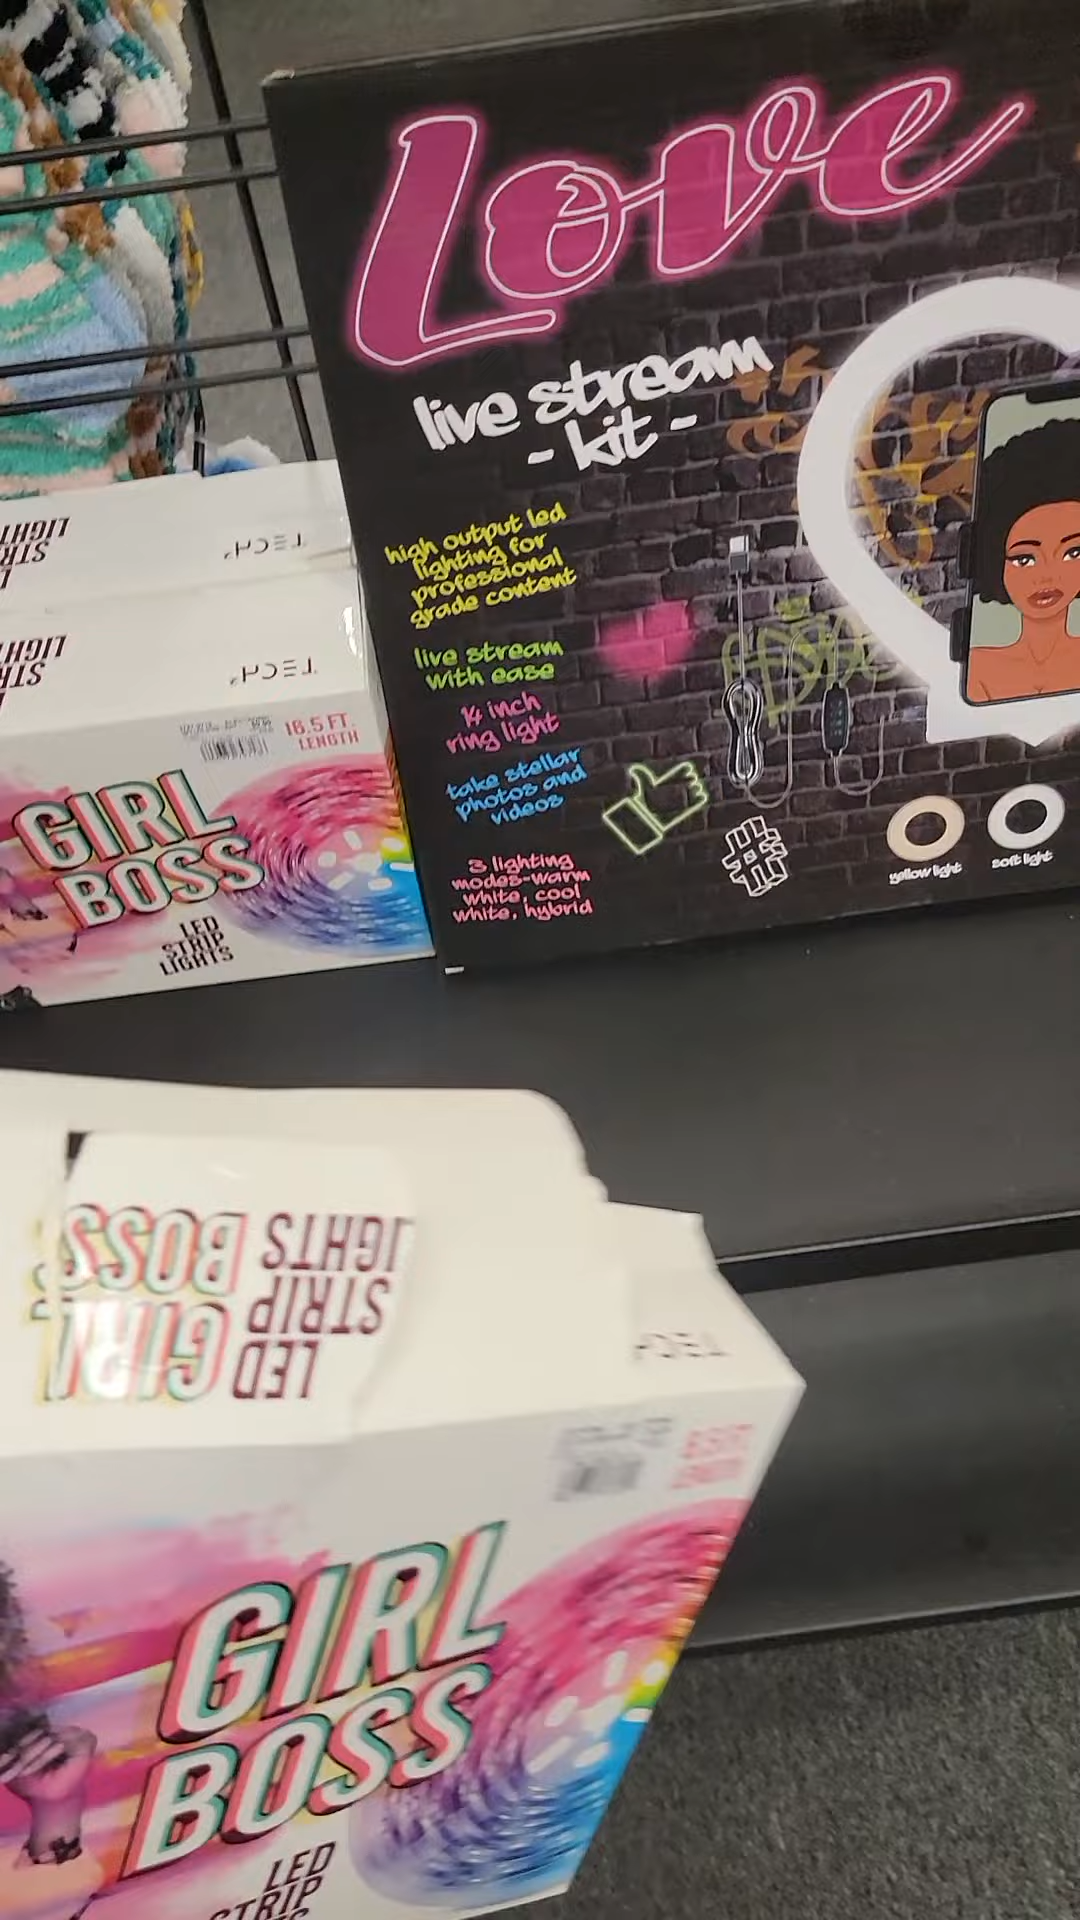 Love
live stream
- kit -
high output led
lighting for
professional
grade content
live stream
with ease
14 inch
ring light
take stellar
photos and
videos
3 lighting
modes-warm
white, cool
white, hybrid
yellow light
soft light
STRIP
LIGHTS
TECH
STRIP
LIGHTS
TECH
16.5 FT.
LENGTH
GIRL
BOSS
LED
STRIP
LIGHTS
GIRL
BOSS
LED
STRIP
LIGHTS
TECH
GIRL
BOSS
LED
STRIP